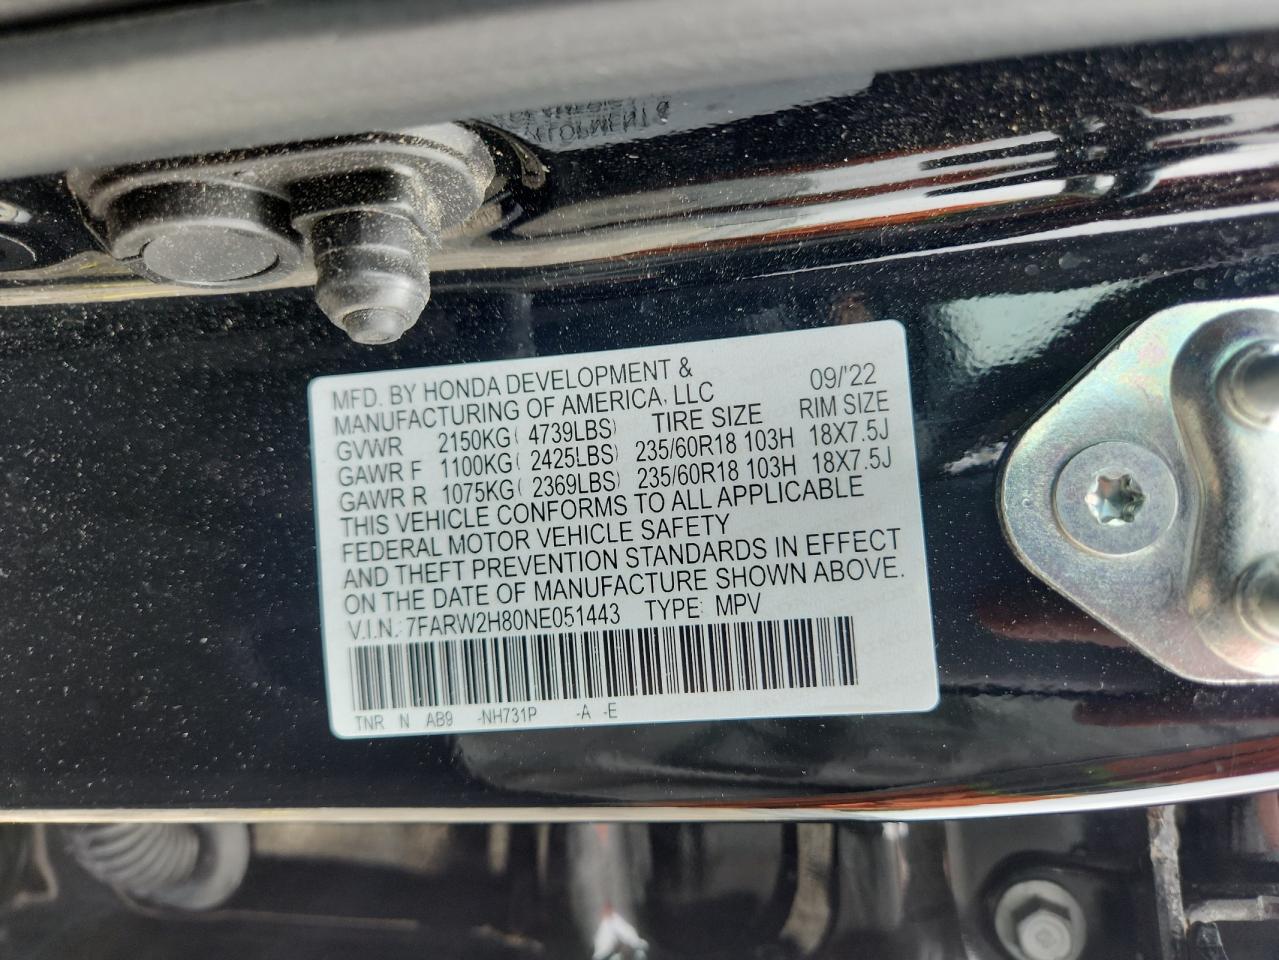 MFD. BY HONDA DEVELOPMENT &
MANUFACTURING OF AMERICA, LLC 09/'22
GVWR 2150KG( 4739LBS) TIRE SIZE RIM SIZE
GAWR F 1100KG( 2425LBS) 235/60R18 103H 18X7.5J
GAWR R 1075KG( 2369LBS) 235/60R18 103H 18X7.5J
THIS VEHICLE CONFORMS TO ALL APPLICABLE
FEDERAL MOTOR VEHICLE SAFETY
AND THEFT PREVENTION STANDARDS IN EFFECT
ON THE DATE OF MANUFACTURE SHOWN ABOVE.
V.I.N.: 7FARW2H80NE051443 TYPE: MPV
TNR N AB9 -NH731P -A -E